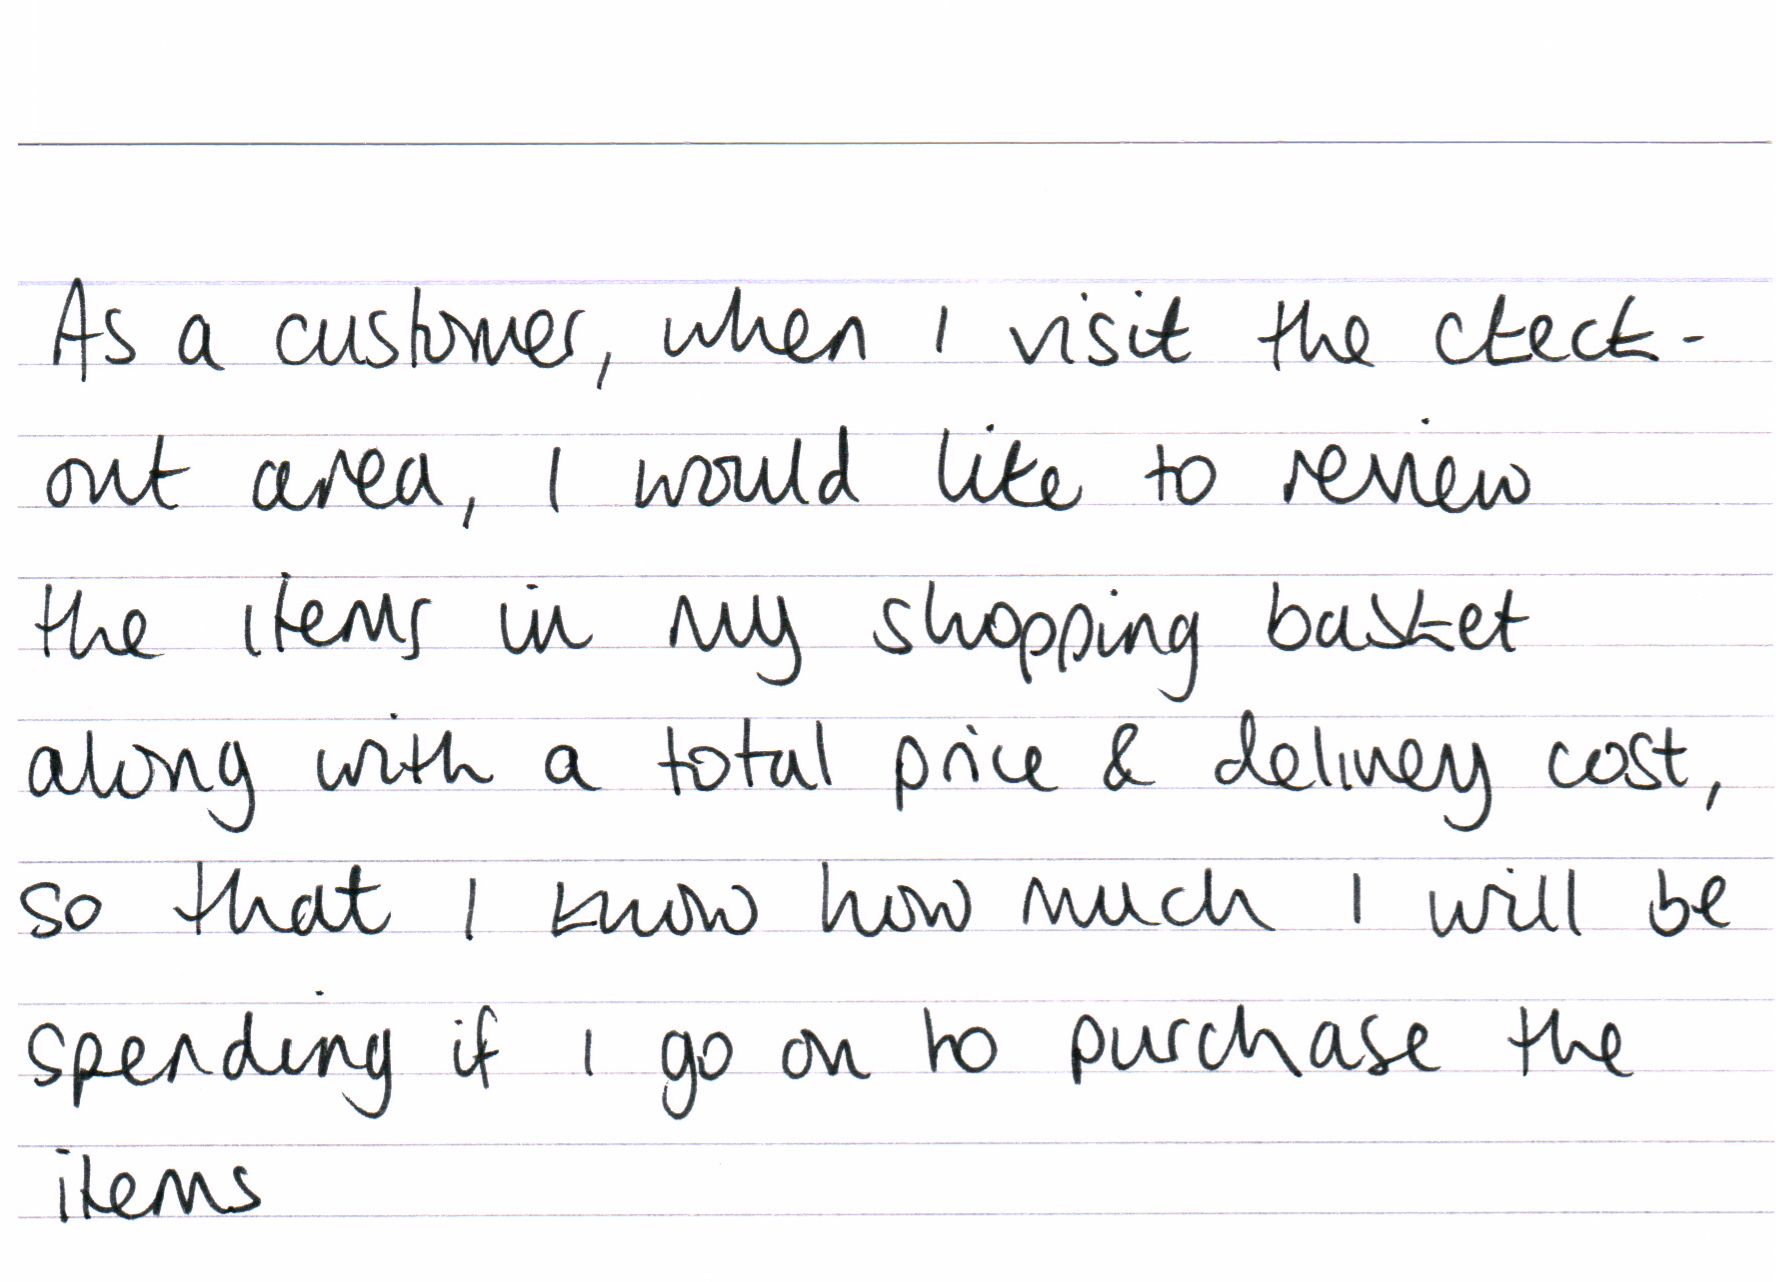 As a customer, when I visit the check-
out area, I would like to review
the items in my shopping basket
along with a total price & delivery cost,
so that I know how much I will be
spending if I go on to purchase the
items